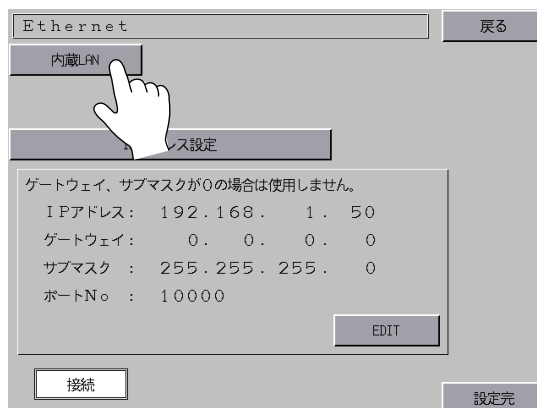 Ethernet
戻る
内蔵LAN
レス設定
ゲートウェイ、サブマスクが0の場合は使用しません。
IPアドレス: 192.168. 1. 50
ゲートウェイ: 0. 0. 0. 0
サブマスク : 255.255.255. 0
ポートNo : 10000
EDIT
接続
設定完